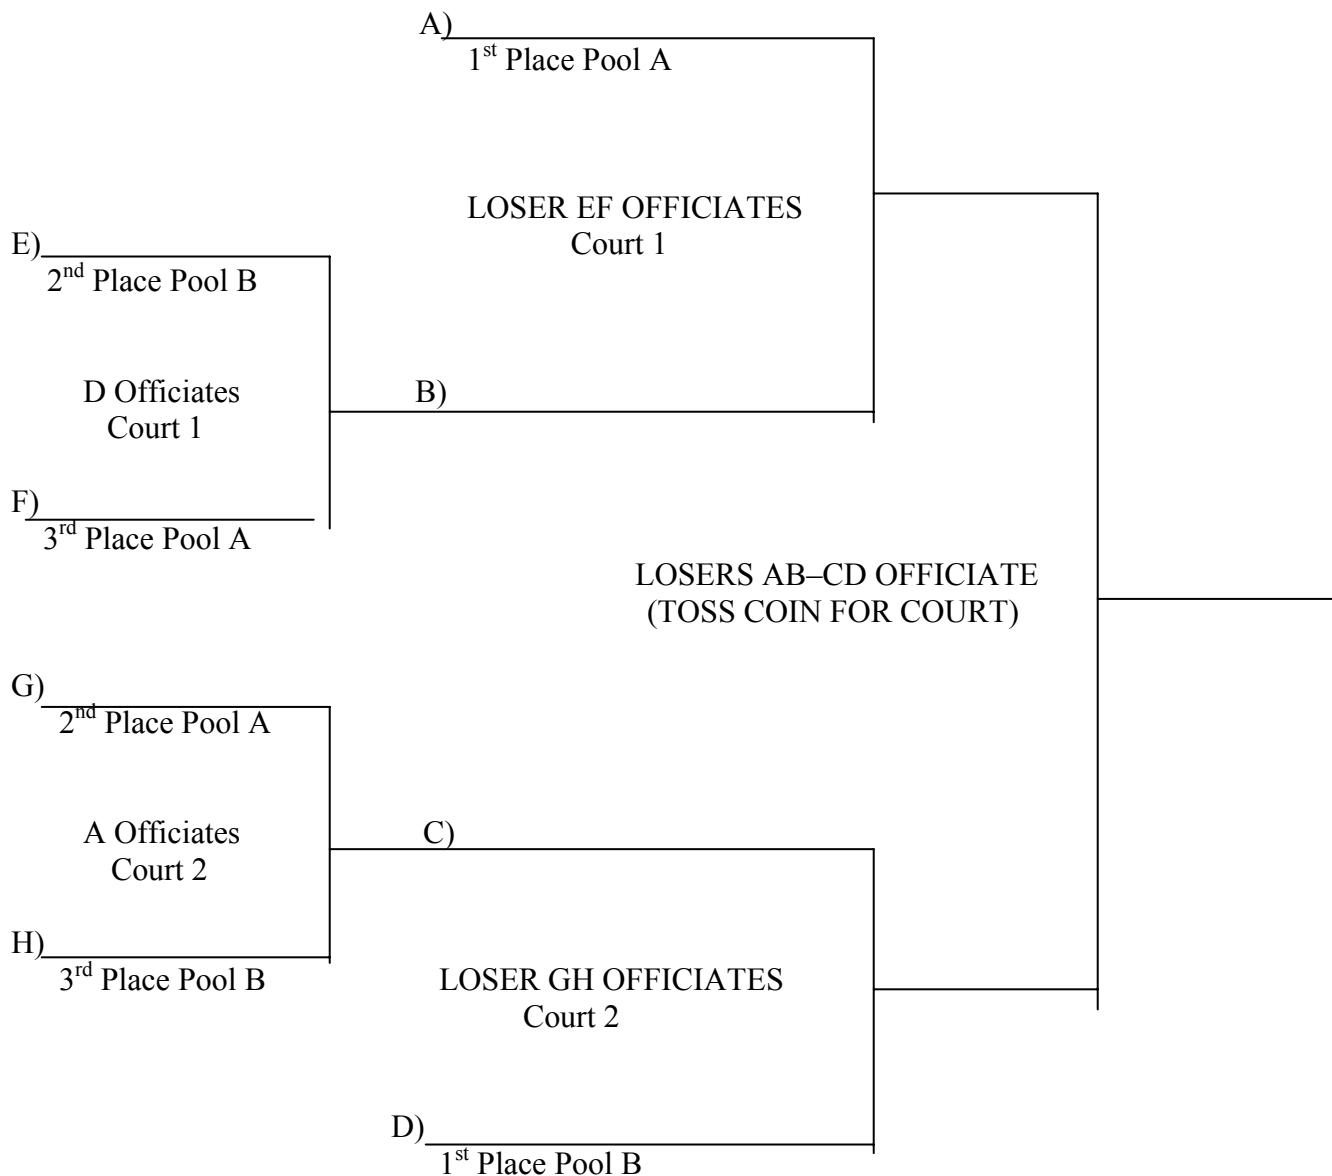 A)
1st Place Pool A
LOSER EF OFFICIATES
Court 1
E)
2nd Place Pool B
D Officiates
Court 1
B)
F)
3rd Place Pool A
LOSERS AB–CD OFFICIATE
(TOSS COIN FOR COURT)
G)
2nd Place Pool A
A Officiates
Court 2
C)
H)
3rd Place Pool B
LOSER GH OFFICIATES
Court 2
D)
1st Place Pool B